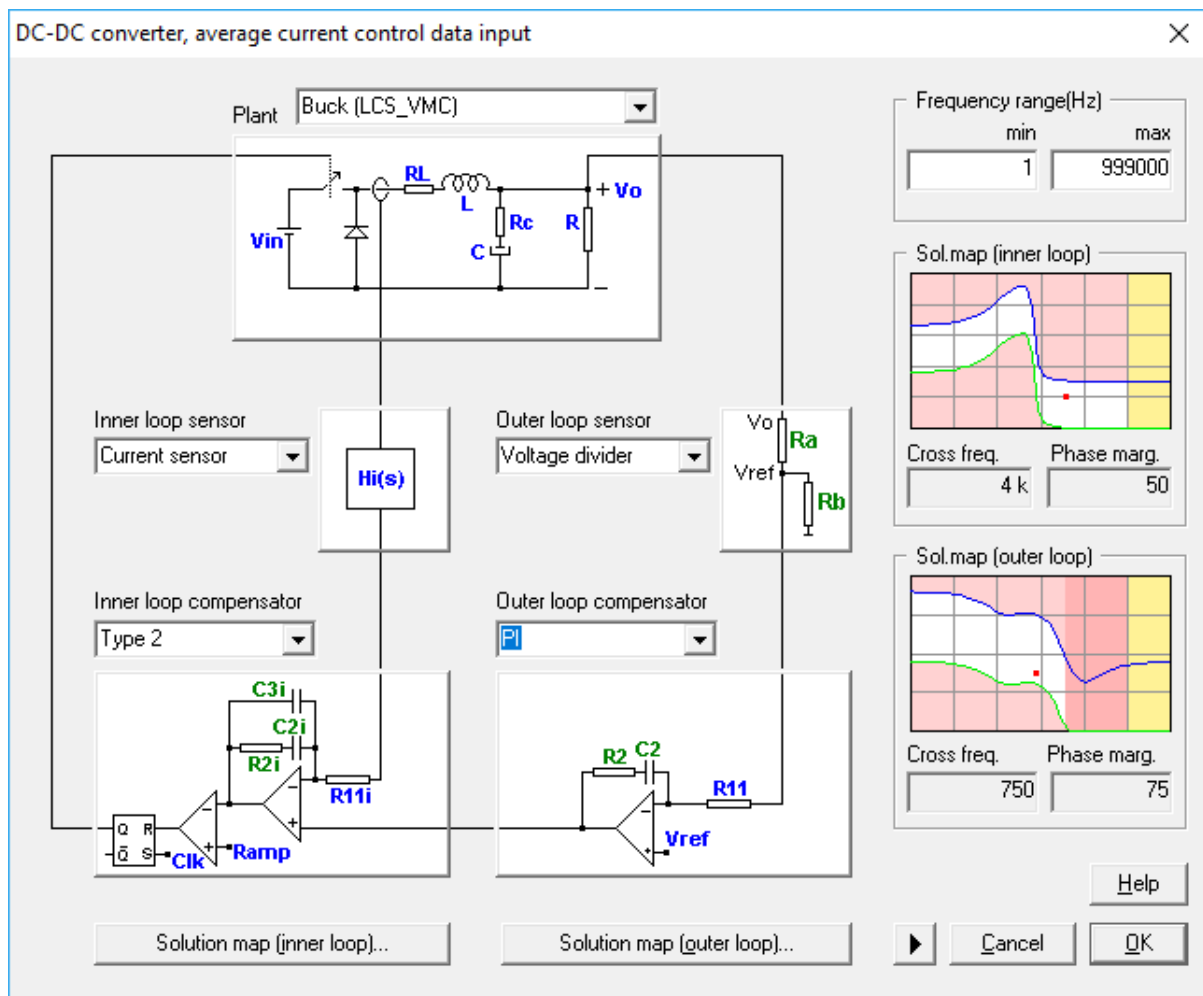 DC-DC converter, average current control data input
Plant
Buck (LCS_VMC)
RL
L
+ Vo
Rc
R
Vin
C
–
Inner loop sensor
Current sensor
Hi(s)
Outer loop sensor
Voltage divider
Vo
Ra
Vref
Rb
Inner loop compensator
Type 2
C3i
C2i
R2i
R11i
–
+
–
+
Q R
Q̅ S
Clk
Ramp
Outer loop compensator
PI
R2
C2
R11
–
+
Vref
Solution map (inner loop)...
Solution map (outer loop)...
Frequency range(Hz)
min max
1 999000
Sol.map (inner loop)
Cross freq. Phase marg.
4 k 50
Sol.map (outer loop)
Cross freq. Phase marg.
750 75
Help
Cancel
OK